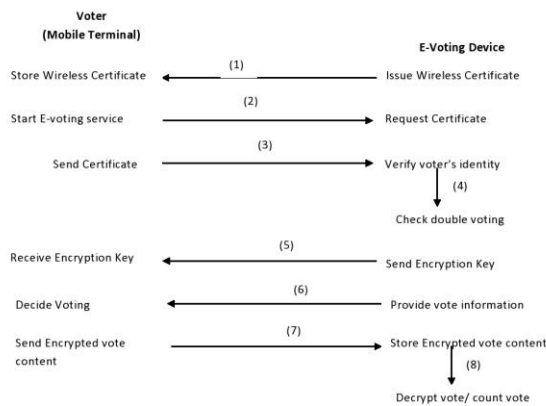 Voter
(Mobile Terminal)
E-Voting Device
(1)
Store Wireless Certificate
Issue Wireless Certificate
(2)
Start E-voting service
Request Certificate
(3)
Send Certificate
Verify voter's identity
(4)
Check double voting
(5)
Receive Encryption Key
Send Encryption Key
(6)
Decide Voting
Provide vote information
(7)
Send Encrypted vote
content
Store Encrypted vote content
(8)
Decrypt vote/ count vote